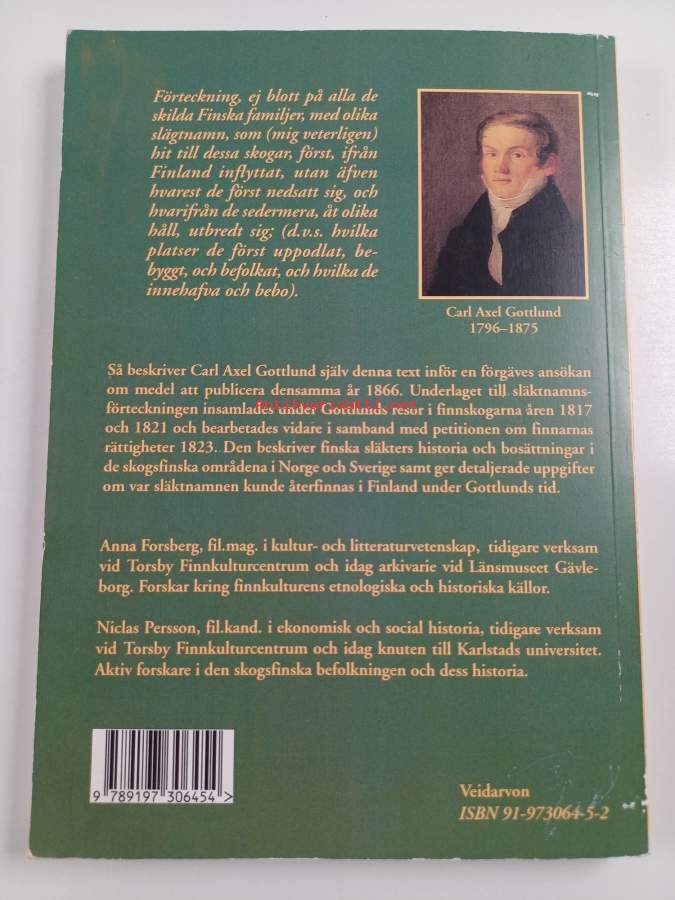 Förteckning, ej blott på alla de
skilda Finska familjer, med olika
slägtnamn, som (mig veterligen)
hit till dessa skogar, först, ifrån
Finland inflyttat, utan äfven
hvarest de först nedsatt sig, och
hvarifrån de sedermera, åt olika
håll, utbredt sig; (d.v.s. hvilka
platser de först uppodlat, be-
byggt, och befolkat, och hvilka de
innehafva och bebo).
Carl Axel Gottlund
1796–1875
Så beskriver Carl Axel Gottlund själv denna text inför en förgäves ansökan
om medel att publicera densamma år 1866. Underlaget till släktnamns-
förteckningen insamlades under Gottlunds resor i finnskogarna åren 1817
och 1821 och bearbetades vidare i samband med petitionen om finnarnas
rättigheter 1823. Den beskriver finska släkters historia och bosättningar i
de skogsfinska områdena i Norge och Sverige samt ger detaljerade uppgifter
om var släktnamnen kunde återfinnas i Finland under Gottlunds tid.
Anna Forsberg, fil.mag. i kultur- och litteraturvetenskap, tidigare verksam
vid Torsby Finnkulturcentrum och idag arkivarie vid Länsmuseet Gävle-
borg. Forskar kring finnkulturens etnologiska och historiska källor.
Niclas Persson, fil.kand. i ekonomisk och social historia, tidigare verksam
vid Torsby Finnkulturcentrum och idag knuten till Karlstads universitet.
Aktiv forskare i den skogsfinska befolkningen och dess historia.
9 789197 306454 >
Veidarvon
ISBN 91-973064-5-2